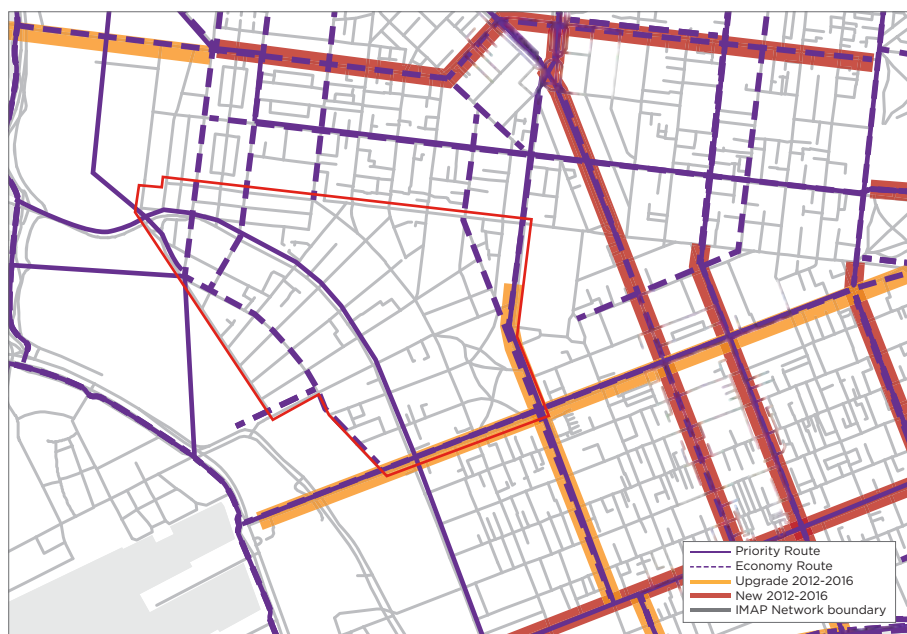 Priority Route
Economy Route
Upgrade 2012-2016
New 2012-2016
IMAP Network boundary